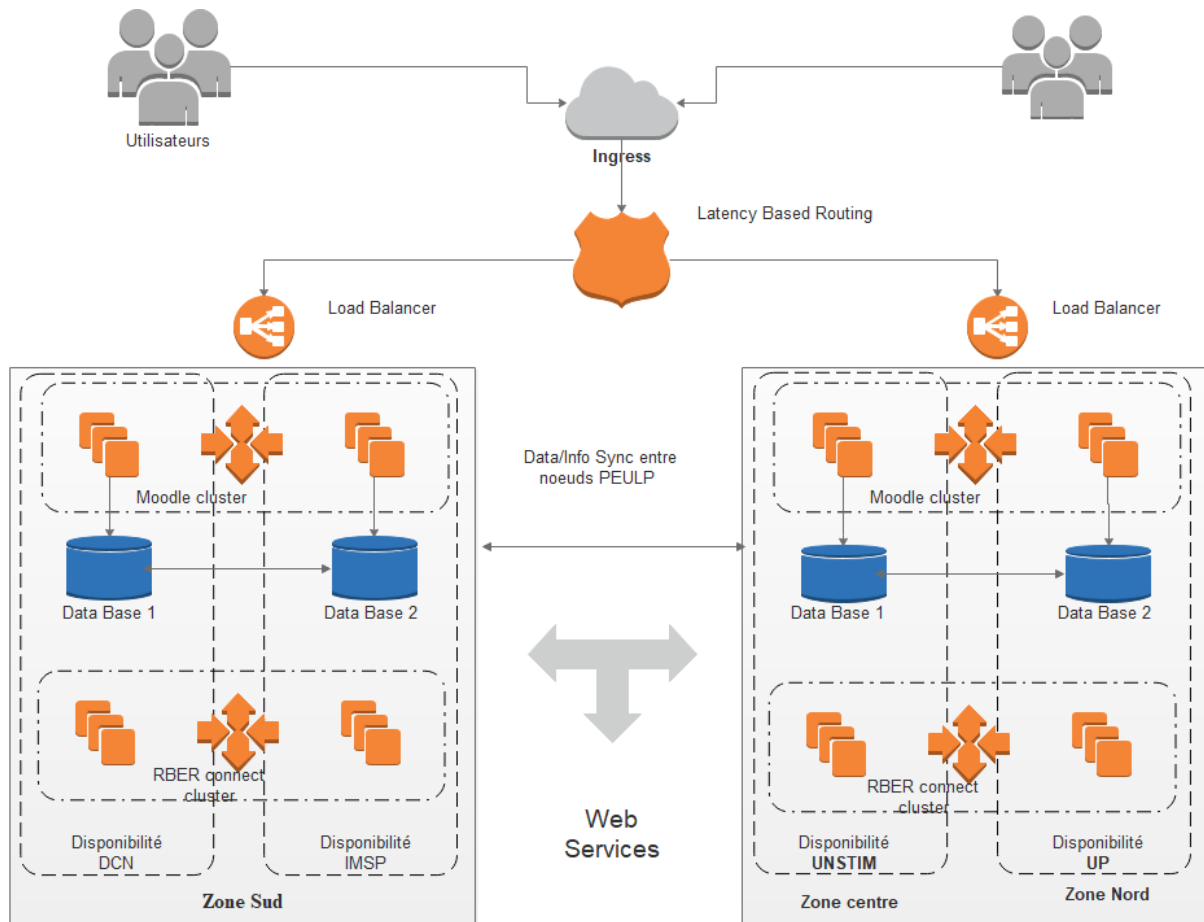 Utilisateurs
Ingress
Latency Based Routing
Load Balancer
Load Balancer
Moodle cluster
Data Base 1
Data Base 2
RBER connect
cluster
Disponibilité
DCN
Disponibilité
IMSP
Zone Sud
Data/Info Sync entre
noeuds PEULP
Web
Services
Moodle cluster
Data Base 1
Data Base 2
RBER connect
cluster
Disponibilité
UNSTIM
Disponibilité
UP
Zone centre
Zone Nord